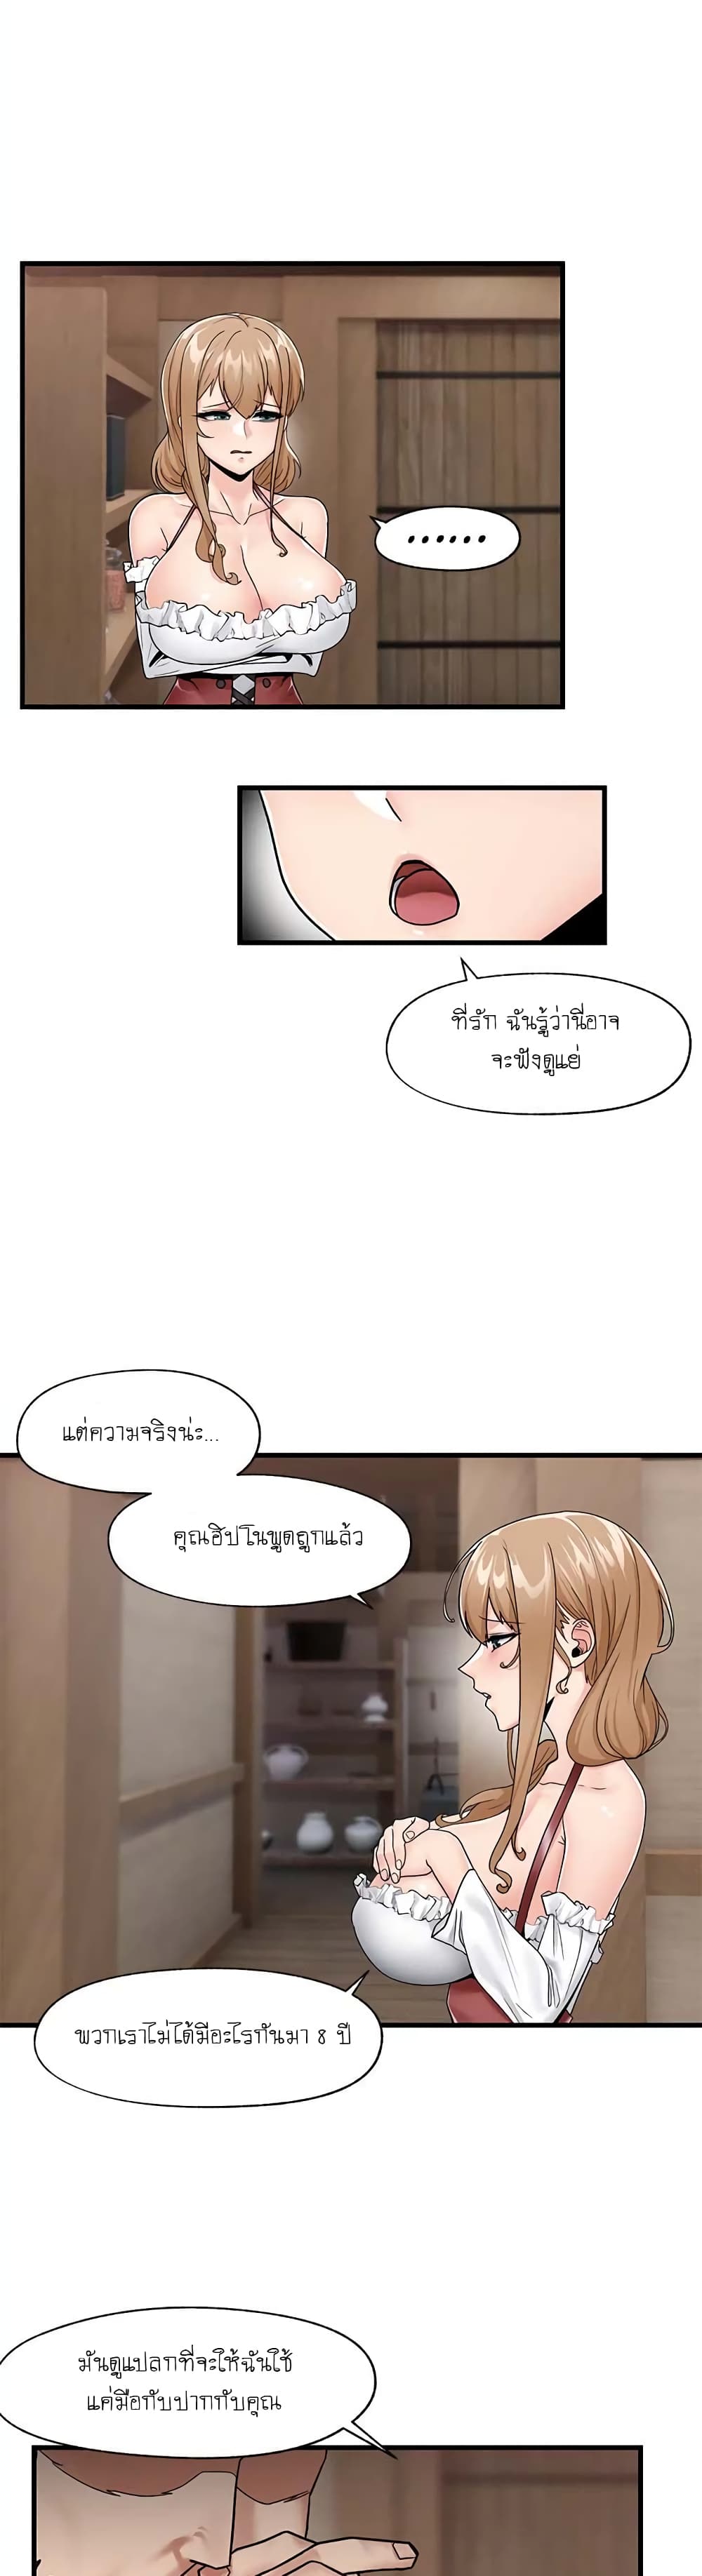 ......
ที่รัก ฉันรู้ว่านี่อาจ
จะฟังดูแย่
แต่ความจริงน่ะ...
คุณฮิปโนพูดถูกแล้ว
พวกเราไม่ได้มีอะไรกันมา 8 ปี
มันดูแปลกที่จะให้ฉันใช้
แค่มือกับปากกับคุณ